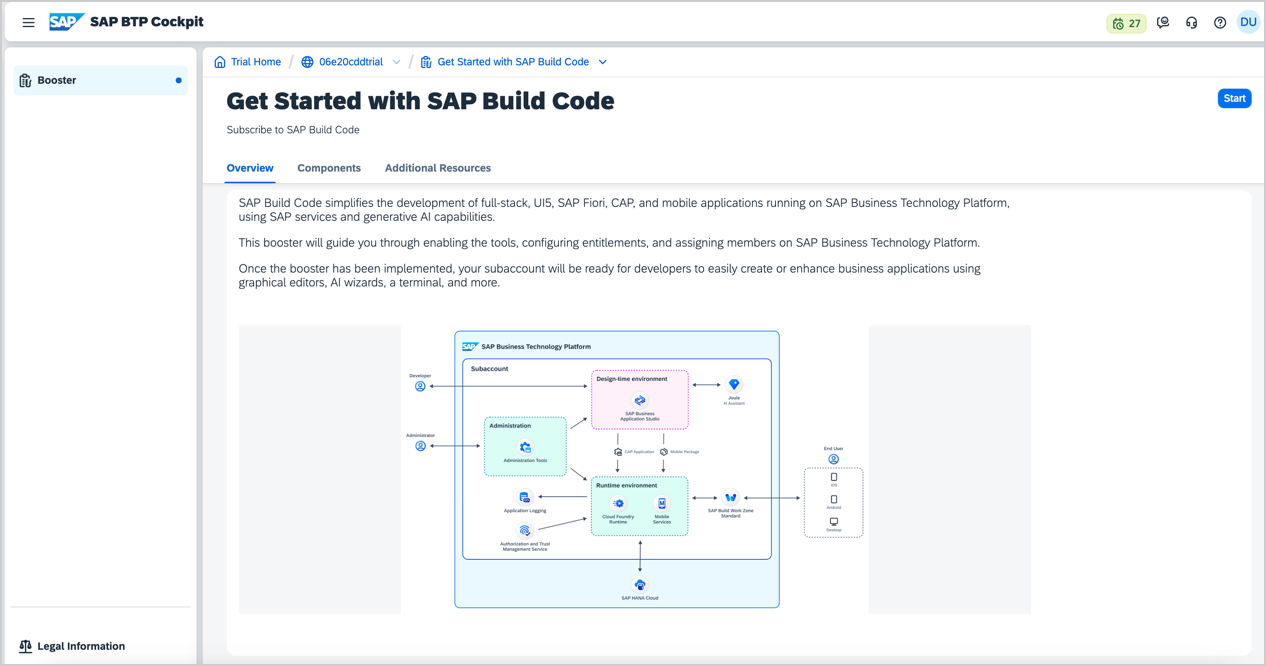 SAP SAP BTP Cockpit
27
DU
Booster
Trial Home / 06e20cddtrial / Get Started with SAP Build Code
Get Started with SAP Build Code
Start
Subscribe to SAP Build Code
Overview Components Additional Resources
SAP Build Code simplifies the development of full-stack, UI5, SAP Fiori, CAP, and mobile applications running on SAP Business Technology Platform,
using SAP services and generative AI capabilities.
This booster will guide you through enabling the tools, configuring entitlements, and assigning members on SAP Business Technology Platform.
Once the booster has been implemented, your subaccount will be ready for developers to easily create or enhance business applications using
graphical editors, AI wizards, a terminal, and more.
SAP SAP Business Technology Platform
Subaccount
Developer
Design-time environment
SAP Business
Application Studio
Joule
AI Assistant
Administrator
Administration
Administration Tools
CAP Application
Mobile Package
End User
iOS
Android
Desktop
Runtime environment
Cloud Foundry
Runtime
Mobile
Services
Application Logging
SAP Build Work Zone
Standard
Authorization and Trust
Management Service
SAP HANA Cloud
Legal Information